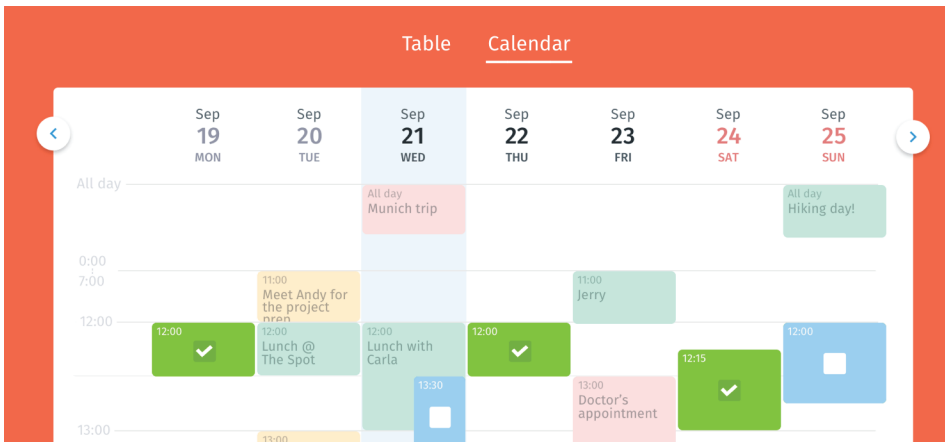 Table
Calendar
Sep
19
MON
Sep
20
TUE
Sep
21
WED
Sep
22
THU
Sep
23
FRI
Sep
24
SAT
Sep
25
SUN
All day
All day
Munich trip
All day
Hiking day!
0:00
7:00
11:00
Meet Andy for
the project
prep
11:00
Jerry
12:00
12:00
12:00
Lunch @
The Spot
12:00
Lunch with
Carla
12:00
12:15
12:00
13:30
13:00
Doctor's
appointment
13:00
13:00